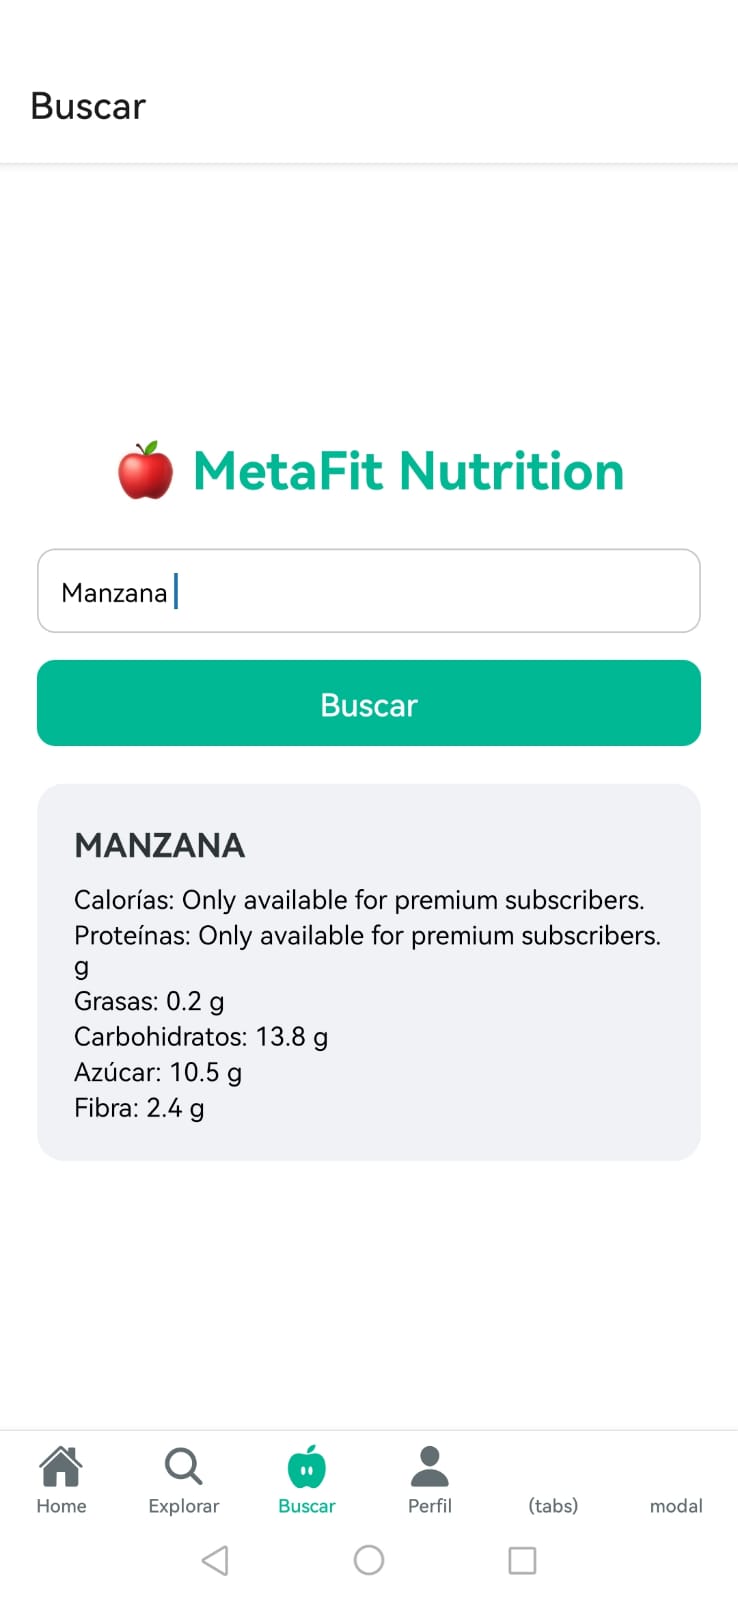 Buscar
MetaFit Nutrition
Manzana
Buscar
MANZANA
Calorías: Only available for premium subscribers.
Proteínas: Only available for premium subscribers.
g
Grasas: 0.2 g
Carbohidratos: 13.8 g
Azúcar: 10.5 g
Fibra: 2.4 g
Home Explorar Buscar Perfil (tabs) modal